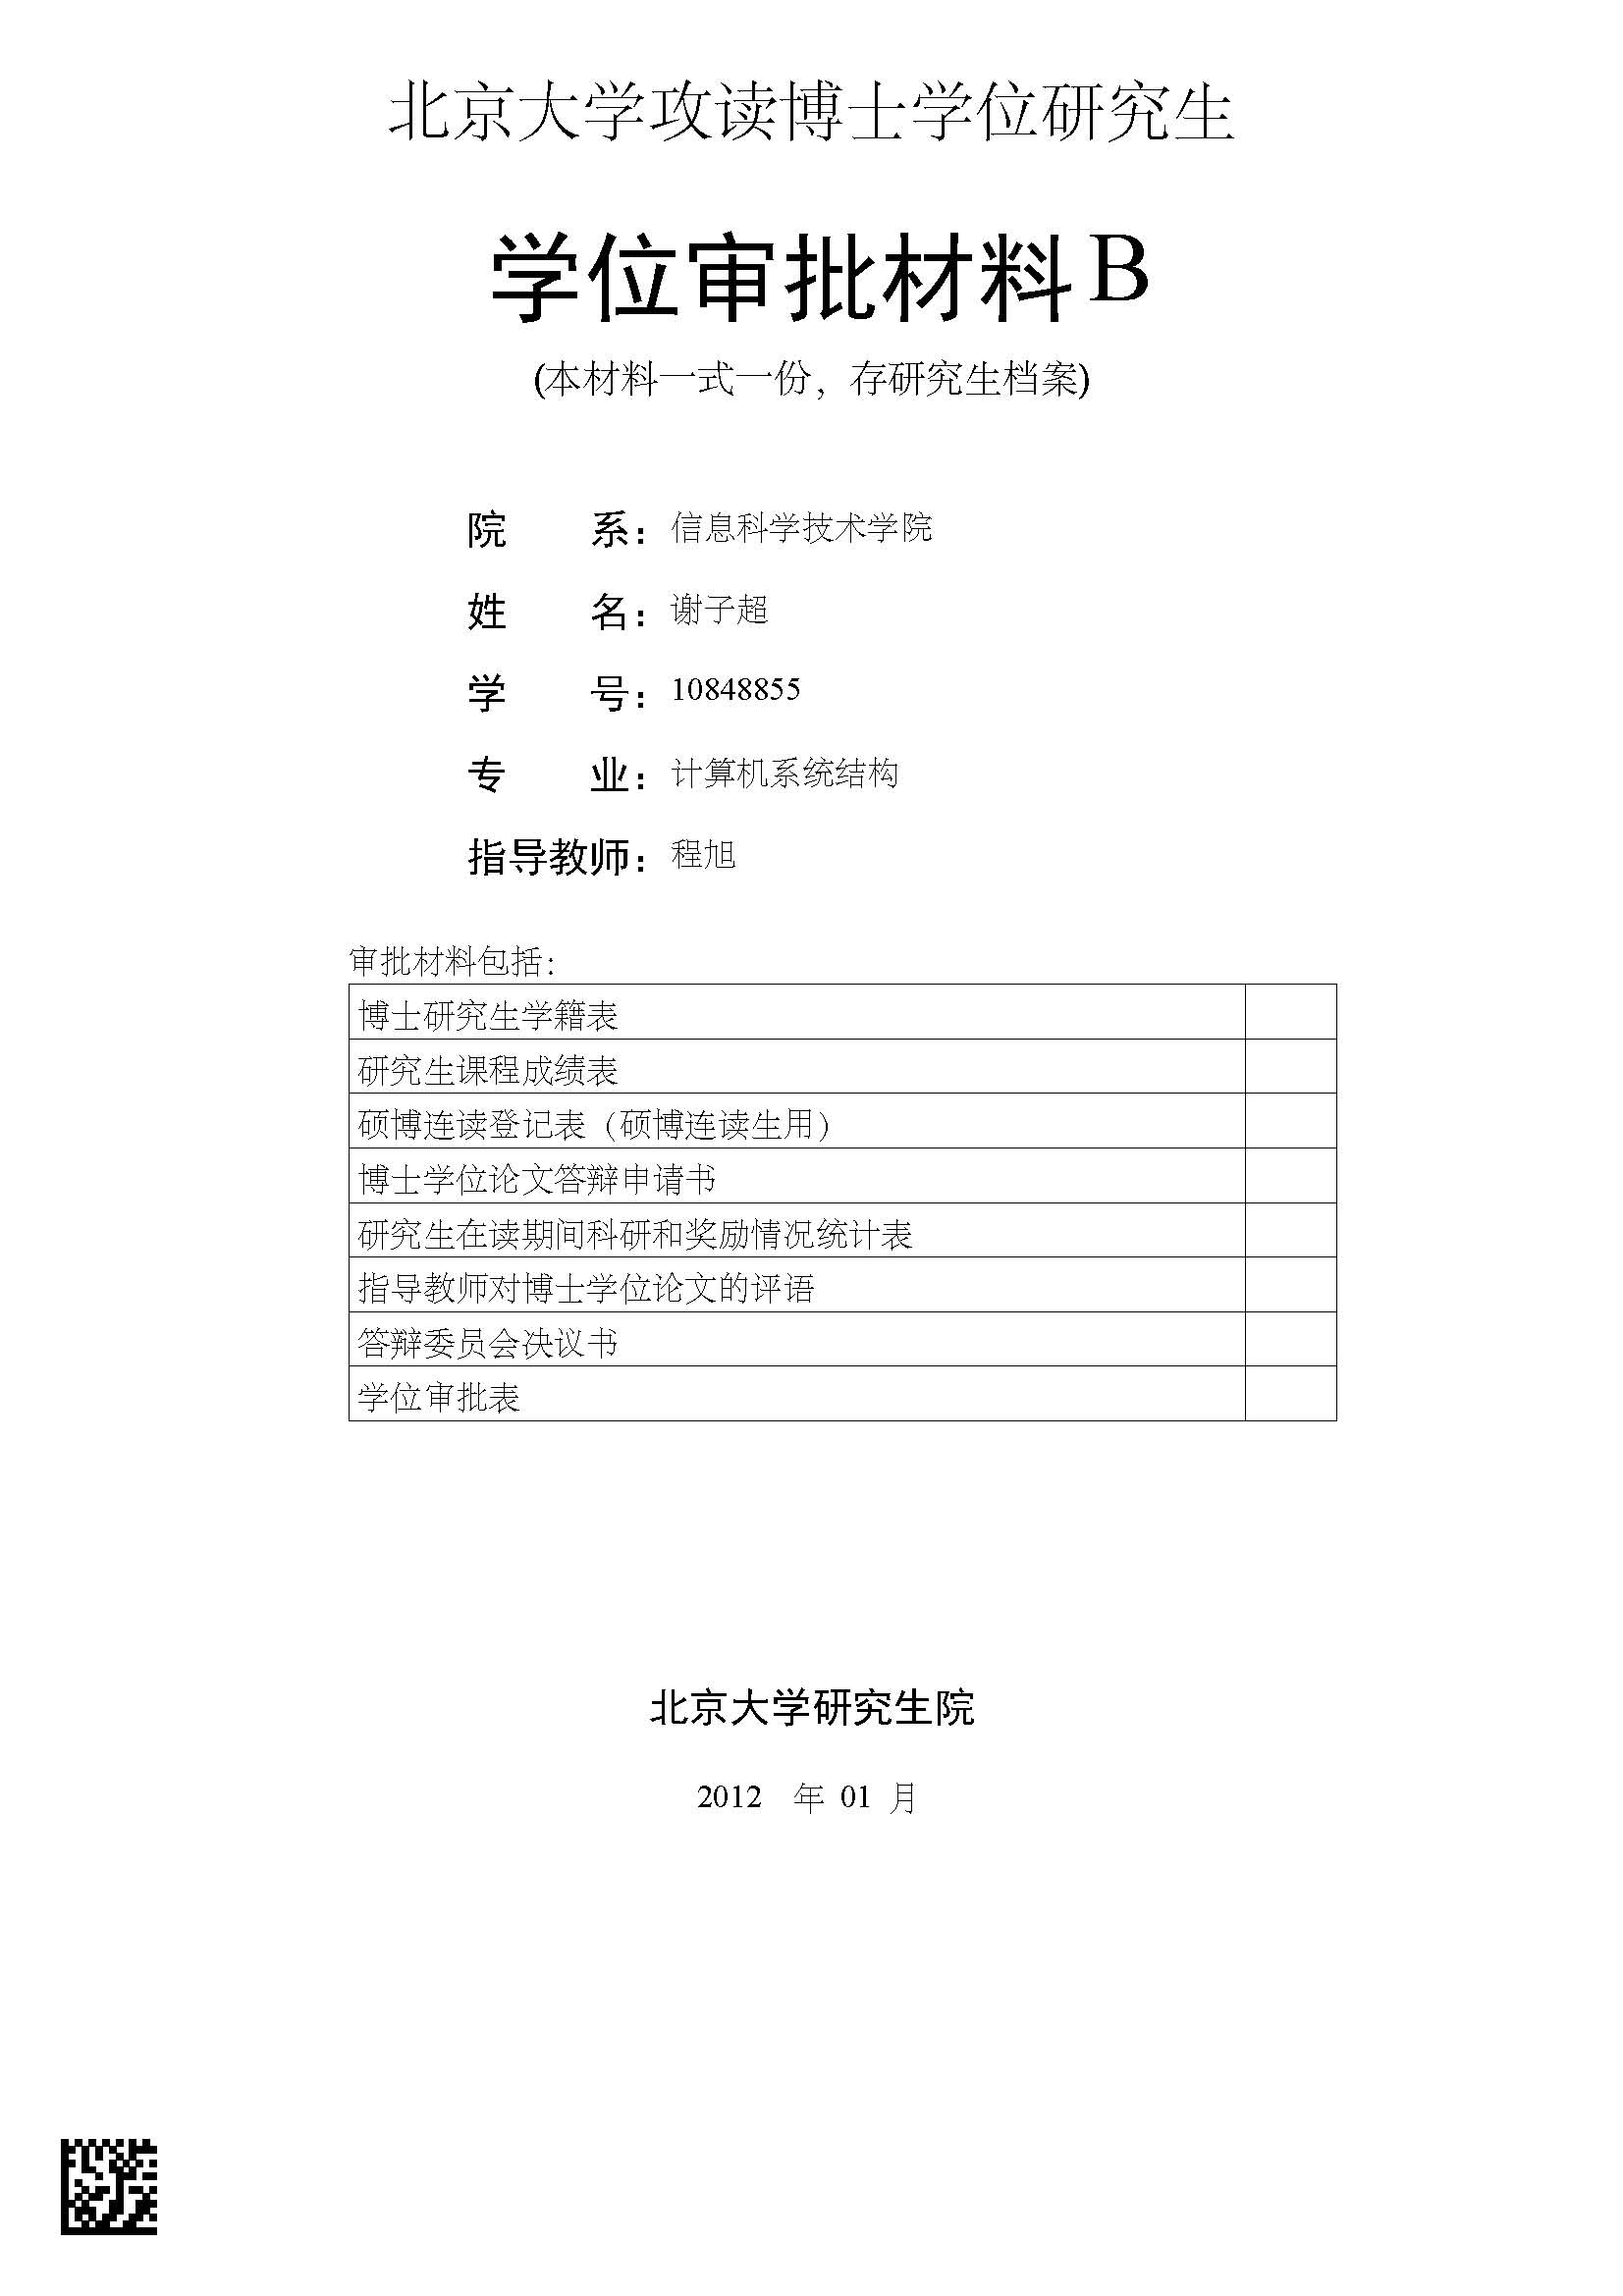 北京大学攻读博士学位研究生
学位审批材料B
(本材料一式一份，存研究生档案)
院 系：信息科学技术学院
姓 名：谢子超
学 号：10848855
专 业：计算机系统结构
指导教师：程旭
审批材料包括：
博士研究生学籍表
研究生课程成绩表
硕博连读登记表（硕博连读生用）
博士学位论文答辩申请书
研究生在读期间科研和奖励情况统计表
指导教师对博士学位论文的评语
答辩委员会决议书
学位审批表
北京大学研究生院
2012 年 01 月